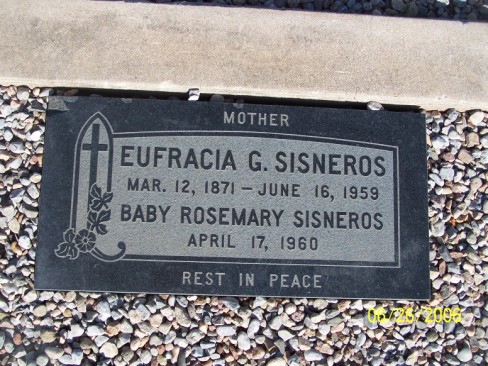 MOTHER
EUFRACIA G. SISNEROS
MAR. 12, 1871 – JUNE 16, 1959
BABY ROSEMARY SISNEROS
APRIL 17, 1960
REST IN PEACE
06/25/2006